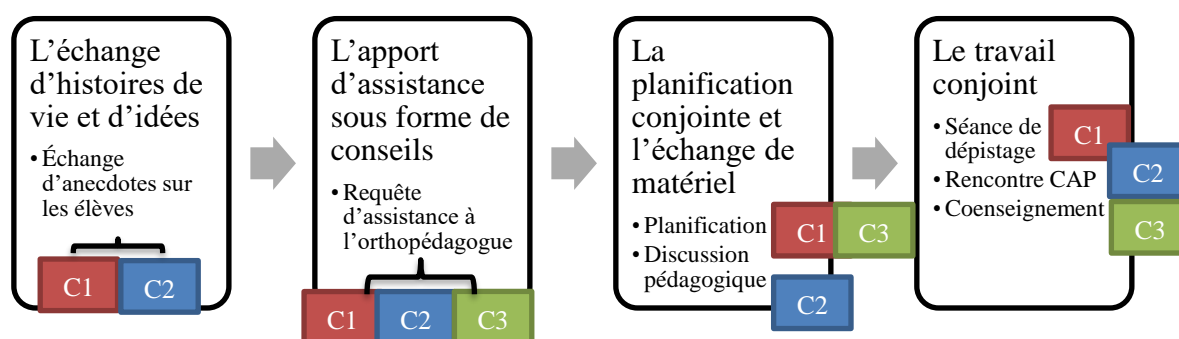 L'échange
d'histoires de
vie et d'idées
• Échange
d'anecdotes sur
les élèves
C1
C2
L'apport
d'assistance
sous forme de
conseils
• Requête
d'assistance à
l'orthopédagogue
C1
C2
C3
La
planification
conjointe et
l'échange de
matériel
• Planification
C1
C3
• Discussion
pédagogique
C2
Le travail
conjoint
• Séance de
dépistage
C1
• Rencontre CAP
C2
• Coenseignement
C3